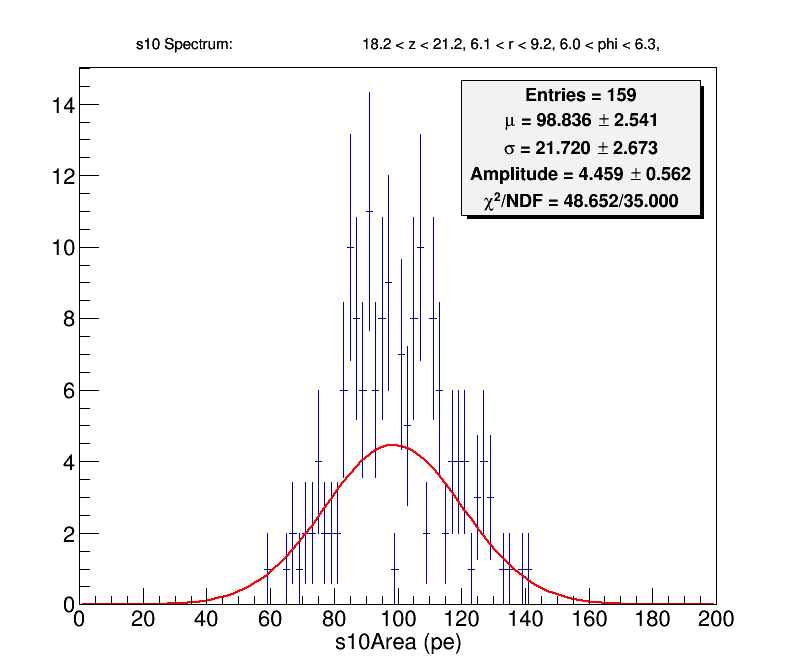 s10 Spectrum: 18.2 < z < 21.2, 6.1 < r < 9.2, 6.0 < phi < 6.3,
Entries = 159
μ = 98.836 ± 2.541
σ = 21.720 ± 2.673
Amplitude = 4.459 ± 0.562
χ²/NDF = 48.652/35.000
14
12
10
8
6
4
2
0
0 20 40 60 80 100 120 140 160 180 200
s10Area (pe)